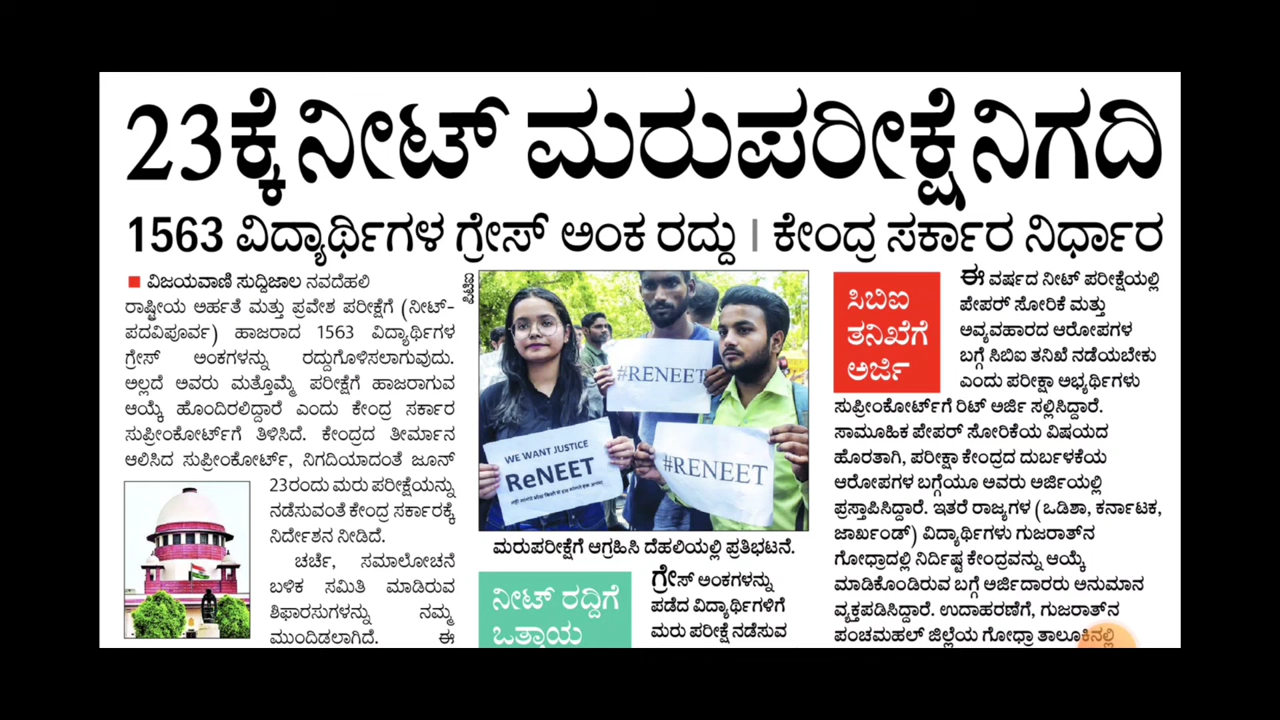 23ಕ್ಕೆ ನೀಟ್ ಮರುಪರೀಕ್ಷೆ ನಿಗದಿ
1563 ವಿದ್ಯಾರ್ಥಿಗಳ ಗ್ರೇಸ್ ಅಂಕ ರದ್ದು | ಕೇಂದ್ರ ಸರ್ಕಾರ ನಿರ್ಧಾರ
ವಿಜಯವಾಣಿ ಸುದ್ದಿಜಾಲ ನವದೆಹಲಿ
ರಾಷ್ಟ್ರೀಯ ಅರ್ಹತೆ ಮತ್ತು ಪ್ರವೇಶ ಪರೀಕ್ಷೆಗೆ (ನೀಟ್-
ಪದವಿಪೂರ್ವ) ಹಾಜರಾದ 1563 ವಿದ್ಯಾರ್ಥಿಗಳ
ಗ್ರೇಸ್ ಅಂಕಗಳನ್ನು ರದ್ದುಗೊಳಿಸಲಾಗುವುದು.
ಅಲ್ಲದೆ ಅವರು ಮತ್ತೊಮ್ಮೆ ಪರೀಕ್ಷೆಗೆ ಹಾಜರಾಗುವ
ಆಯ್ಕೆ ಹೊಂದಿರಲಿದ್ದಾರೆ ಎಂದು ಕೇಂದ್ರ ಸರ್ಕಾರ
ಸುಪ್ರೀಂಕೋರ್ಟ್‌ಗೆ ತಿಳಿಸಿದೆ. ಕೇಂದ್ರದ ತೀರ್ಮಾನ
ಆಲಿಸಿದ ಸುಪ್ರೀಂಕೋರ್ಟ್, ನಿಗದಿಯಾದಂತೆ ಜೂನ್
23ರಂದು ಮರು ಪರೀಕ್ಷೆಯನ್ನು
ನಡೆಸುವಂತೆ ಕೇಂದ್ರ ಸರ್ಕಾರಕ್ಕೆ
ನಿರ್ದೇಶನ ನೀಡಿದೆ.
ಚರ್ಚೆ, ಸಮಾಲೋಚನೆ
ಬಳಿಕ ಸಮಿತಿ ಮಾಡಿರುವ
ಶಿಫಾರಸುಗಳನ್ನು ನಮ್ಮ
ಮುಂದಿಡಲಾಗಿದೆ. ಈ
ಪಿಟಿಐ
#RENEET
WE WANT JUSTICE
ReNEET
#RENEET
ಮರುಪರೀಕ್ಷೆಗೆ ಆಗ್ರಹಿಸಿ ದೆಹಲಿಯಲ್ಲಿ ಪ್ರತಿಭಟನೆ.
ನೀಟ್ ರದ್ದಿಗೆ
ಒತ್ತಾಯ
ಗ್ರೇಸ್ ಅಂಕಗಳನ್ನು
ಪಡೆದ ವಿದ್ಯಾರ್ಥಿಗಳಿಗೆ
ಮರು ಪರೀಕ್ಷೆ ನಡೆಸುವ
ಸಿಬಿಐ
ತನಿಖೆಗೆ
ಅರ್ಜಿ
ಈ ವರ್ಷದ ನೀಟ್ ಪರೀಕ್ಷೆಯಲ್ಲಿ
ಪೇಪರ್ ಸೋರಿಕೆ ಮತ್ತು
ಅವ್ಯವಹಾರದ ಆರೋಪಗಳ
ಬಗ್ಗೆ ಸಿಬಿಐ ತನಿಖೆ ನಡೆಯಬೇಕು
ಎಂದು ಪರೀಕ್ಷಾ ಅಭ್ಯರ್ಥಿಗಳು
ಸುಪ್ರೀಂಕೋರ್ಟ್‌ಗೆ ರಿಟ್ ಅರ್ಜಿ ಸಲ್ಲಿಸಿದ್ದಾರೆ.
ಸಾಮೂಹಿಕ ಪೇಪರ್ ಸೋರಿಕೆಯ ವಿಷಯದ
ಹೊರತಾಗಿ, ಪರೀಕ್ಷಾ ಕೇಂದ್ರದ ದುರ್ಬಳಕೆಯ
ಆರೋಪಗಳ ಬಗ್ಗೆಯೂ ಅವರು ಅರ್ಜಿಯಲ್ಲಿ
ಪ್ರಸ್ತಾಪಿಸಿದ್ದಾರೆ. ಇತರೆ ರಾಜ್ಯಗಳ (ಒಡಿಶಾ, ಕರ್ನಾಟಕ,
ಜಾರ್ಖಂಡ್) ವಿದ್ಯಾರ್ಥಿಗಳು ಗುಜರಾತ್‌ನ
ಗೋಧ್ರಾದಲ್ಲಿ ನಿರ್ದಿಷ್ಟ ಕೇಂದ್ರವನ್ನು ಆಯ್ಕೆ
ಮಾಡಿಕೊಂಡಿರುವ ಬಗ್ಗೆ ಅರ್ಜಿದಾರರು ಅನುಮಾನ
ವ್ಯಕ್ತಪಡಿಸಿದ್ದಾರೆ. ಉದಾಹರಣೆಗೆ, ಗುಜರಾತ್‌ನ
ಪಂಚಮಹಲ್ ಜಿಲ್ಲೆಯ ಗೋಧ್ರಾ ತಾಲೂಕಿನಲ್ಲಿ